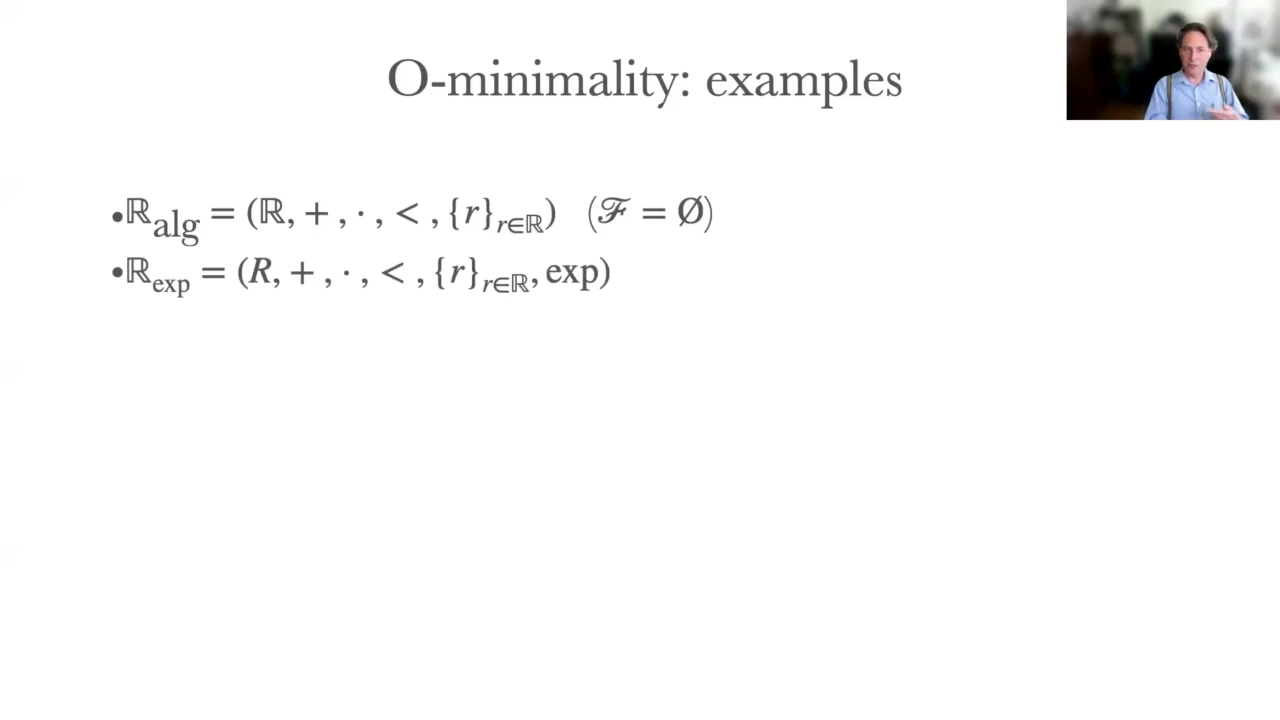 O-minimality: examples
•ℝ_alg = (ℝ, + , · , < , {r}_{r∈ℝ}) (ℱ = Ø)
•ℝ_exp = (R, + , · , < , {r}_{r∈ℝ}, exp)